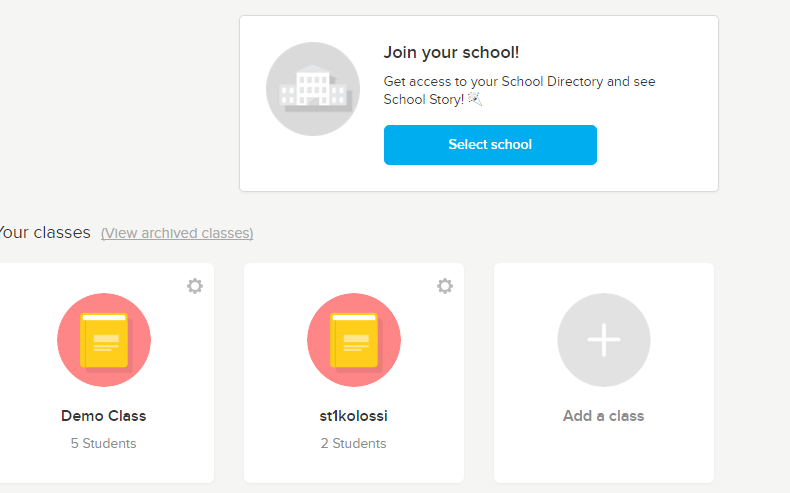 Join your school!
Get access to your School Directory and see
School Story! 🎉
Select school
Your classes (View archived classes)
Demo Class
5 Students
st1kolossi
2 Students
Add a class